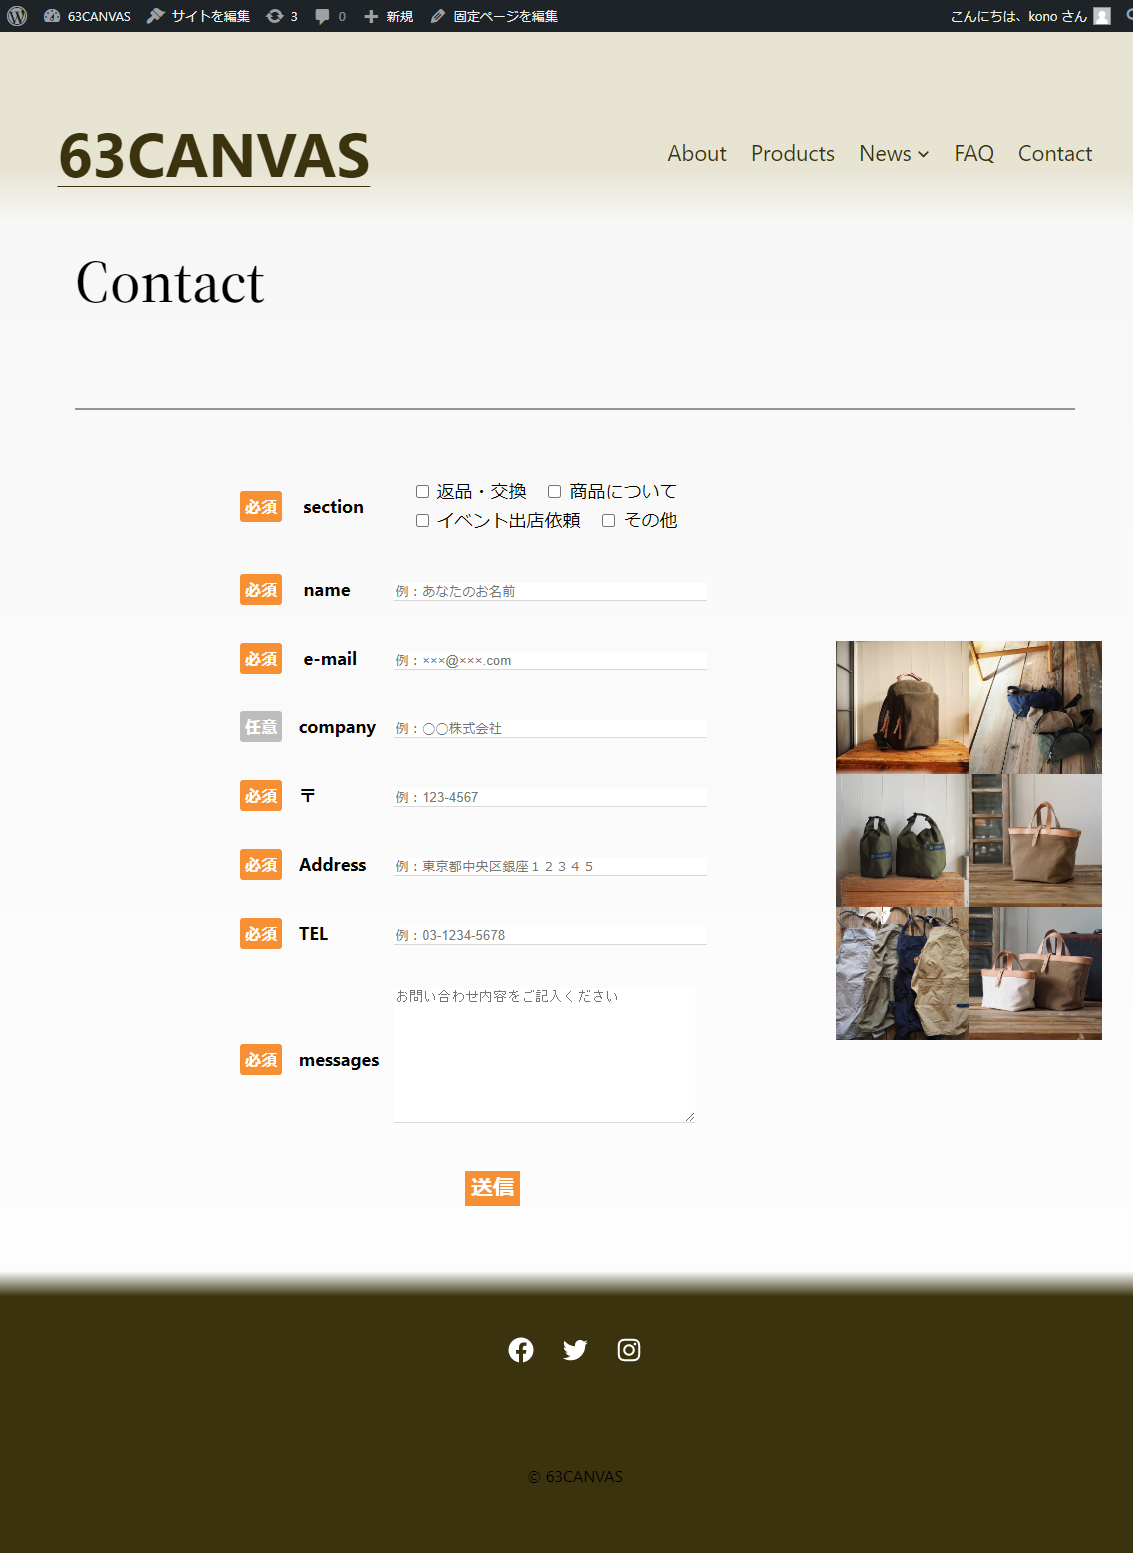 63CANVAS サイトを編集 3 0 新規 固定ページを編集 こんにちは、kono さん
63CANVAS
About Products News FAQ Contact
Contact
必須 section
返品・交換 商品について
イベント出店依頼 その他
必須 name 例：あなたのお名前
必須 e-mail 例：×××@×××.com
任意 company 例：〇〇株式会社
必須 〒 例：123-4567
必須 Address 例：東京都中央区銀座１２３４５
必須 TEL 例：03-1234-5678
お問い合わせ内容をご記入ください
必須 messages
送信
© 63CANVAS